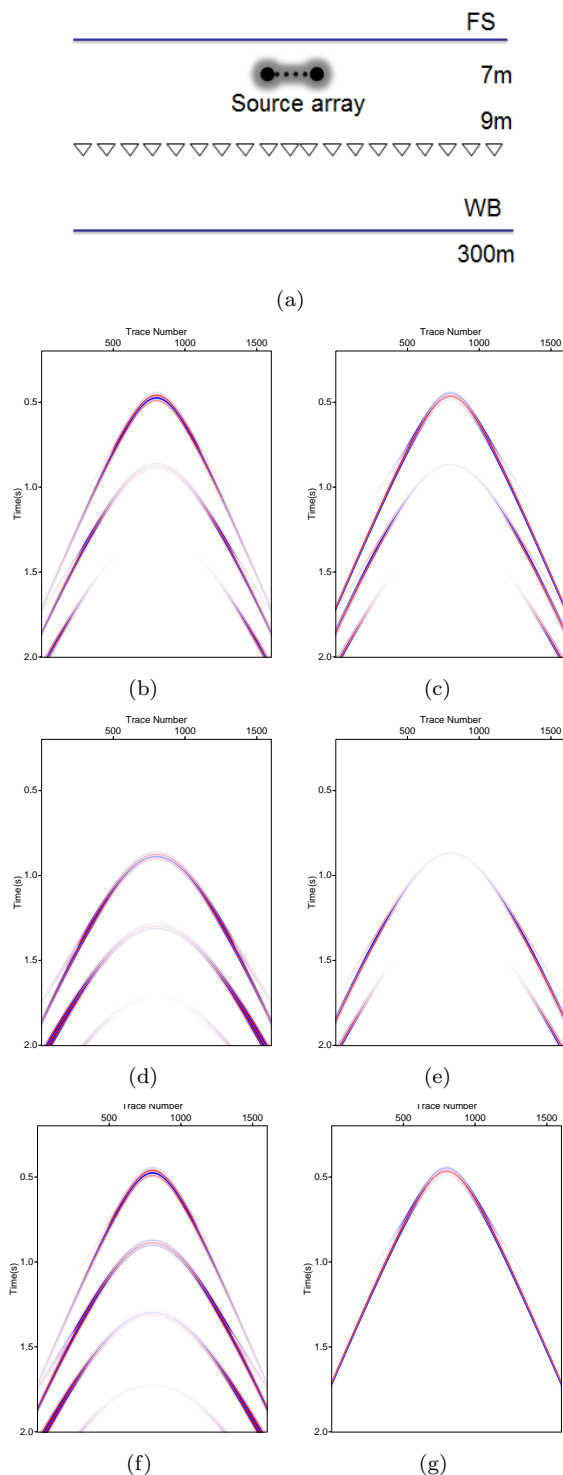 FS
7m
Source array
9m
WB
300m
(a)
Trace Number
500 1000 1500
Time(s)
0.5
1.0
1.5
2.0
(b)
Trace Number
500 1000 1500
Time(s)
0.5
1.0
1.5
2.0
(c)
Trace Number
500 1000 1500
Time(s)
0.5
1.0
1.5
2.0
(d)
Trace Number
500 1000 1500
Time(s)
0.5
1.0
1.5
2.0
(e)
Trace Number
500 1000 1500
Time(s)
0.5
1.0
1.5
2.0
(f)
Trace Number
500 1000 1500
Time(s)
0.5
1.0
1.5
2.0
(g)